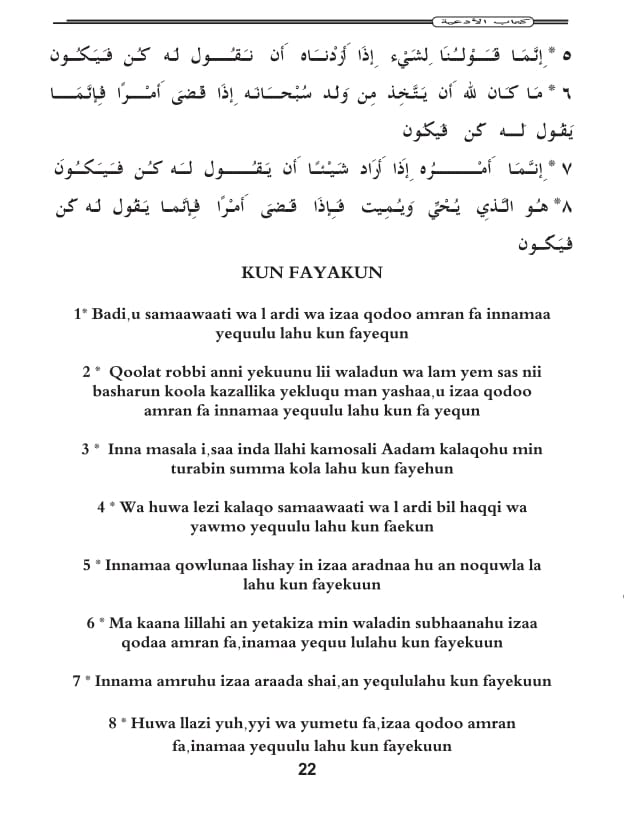 كتاب الأدعية
٥ * إِنَّمَا قَوْلُنَا لِشَيْءٍ إِذَا أَرَدْنَاه أَن نَقُول لَه كُن فَيَكُون
٦ * مَا كَان لله أَن يَتَّخِذ مِن وَلَد سُبْحَانَه إِذَا قَضَى أَمْرًا فَإِنَّمَا
يَقُول لَه كُن فَيكُون
٧ * إِنَّمَا أَمْرُه إِذَا أَرَاد شَيْئًا أَن يَقُول لَه كُن فَيَكُونَ
٨* هُو الَّذِي يُحْيِّ وَيُمِيت فَإِذَا قَضَى أَمْرًا فَإِنَّما يَقُول لَه كُن
فيَكُون
KUN FAYAKUN
1* Badi,u samaawaati wa l ardi wa izaa qodoo amran fa innamaa
yequulu lahu kun fayequn
2 * Qoolat robbi anni yekuunu lii waladun wa lam yem sas nii
basharun koola kazallika yekluqu man yashaa,u izaa qodoo
amran fa innamaa yequulu lahu kun fa yequn
3 * Inna masala i,saa inda llahi kamosali Aadam kalaqohu min
turabin summa kola lahu kun fayehun
4 * Wa huwa lezi kalaqo samaawaati wa l ardi bil haqqi wa
yawmo yequulu lahu kun faekun
5 * Innamaa qowlunaa lishay in izaa aradnaa hu an noquwla la
lahu kun fayekuun
6 * Ma kaana lillahi an yetakiza min waladin subhaanahu izaa
qodaa amran fa,inamaa yequu lulahu kun fayekuun
7 * Innama amruhu izaa araada shai,an yeqululahu kun fayekuun
8 * Huwa llazi yuh,yyi wa yumetu fa,izaa qodoo amran
fa,inamaa yequulu lahu kun fayekuun
22